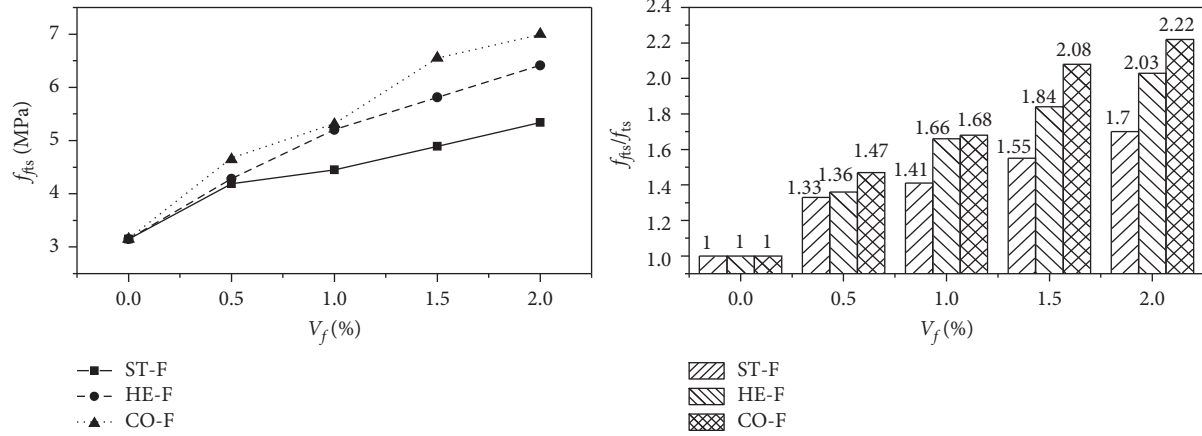 7
6
5
4
3
f_fts (MPa)
0.0 0.5 1.0 1.5 2.0
V_f (%)
ST-F
HE-F
CO-F
2.4
2.2
2.0
1.8
1.6
1.4
1.2
1.0
f_fts/f_ts
1 1 1
1.33 1.36 1.47
1.41 1.66 1.68
1.55 1.84 2.08
1.7 2.03 2.22
0.0 0.5 1.0 1.5 2.0
V_f (%)
ST-F
HE-F
CO-F